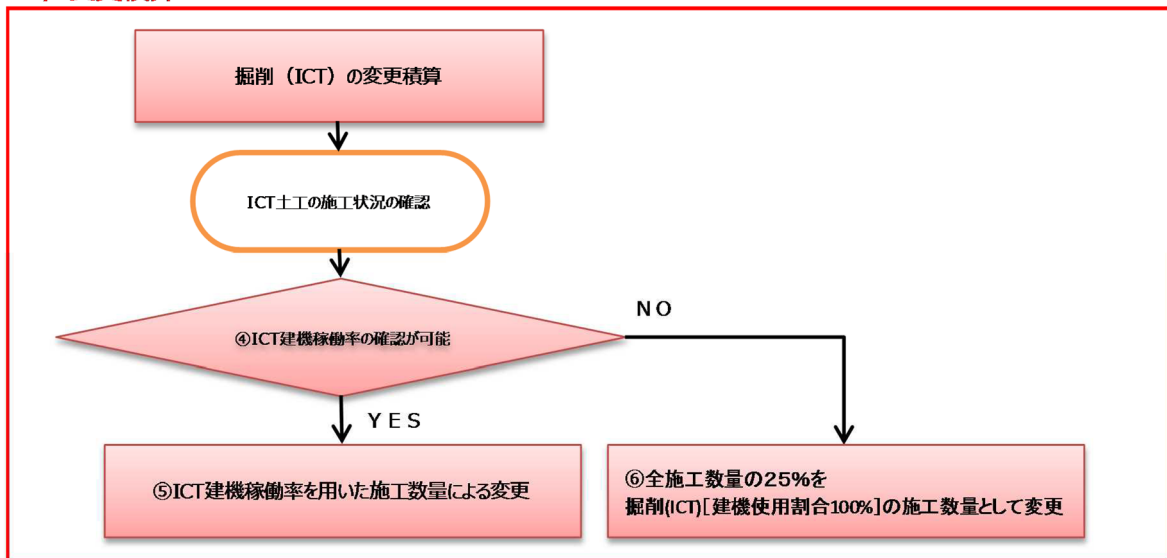 掘削（ICT）の変更積算
ICT土工の施工状況の確認
④ICT建機稼働率の確認が可能
NO
YES
⑤ICT建機稼働率を用いた施工数量による変更
⑥全施工数量の25%を
掘削(ICT)[建機使用割合100%]の施工数量として変更